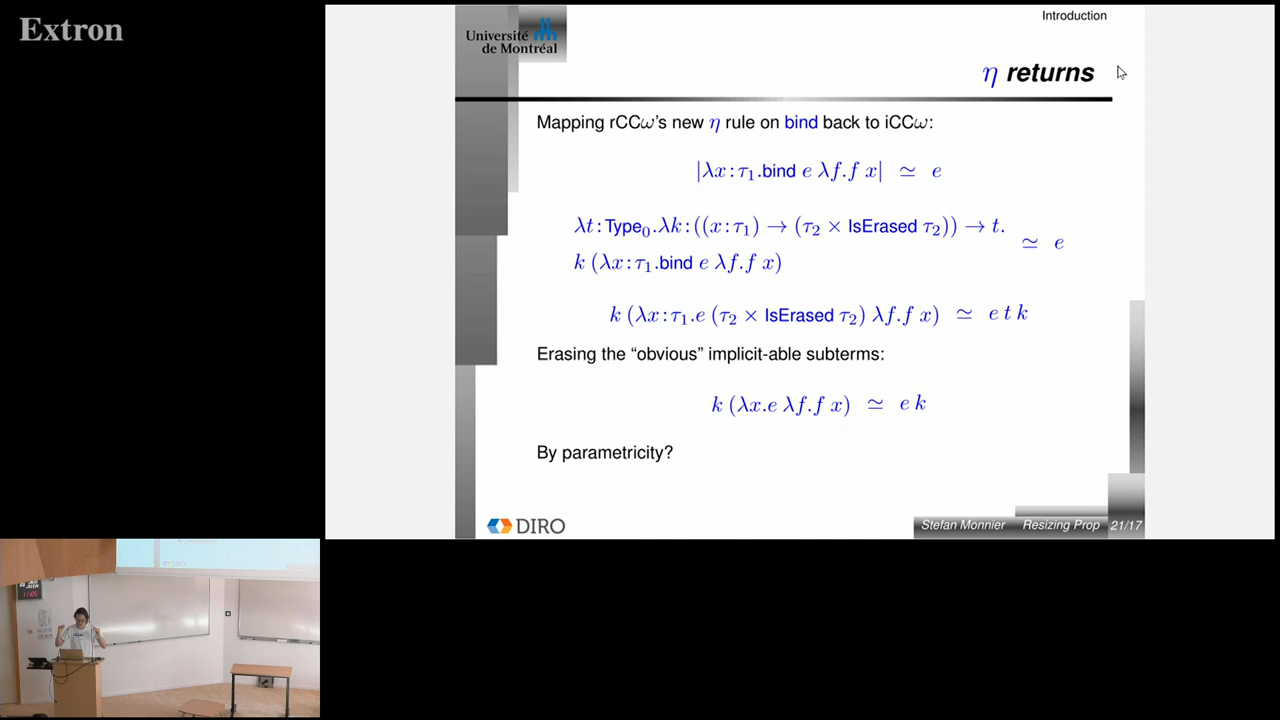 Extron
Université
de Montréal
Introduction
η returns
Mapping rCCω's new η rule on bind back to iCCω:
|λx:τ₁.bind e λf.f x| ≃ e
λt:Type₀.λk:((x:τ₁) → (τ₂ × IsErased τ₂)) → t.
k (λx:τ₁.bind e λf.f x) ≃ e
k (λx:τ₁.e (τ₂ × IsErased τ₂) λf.f x) ≃ e t k
Erasing the “obvious” implicit-able subterms:
k (λx.e λf.f x) ≃ e k
By parametricity?
DIRO
Stefan Monnier Resizing Prop 21/17